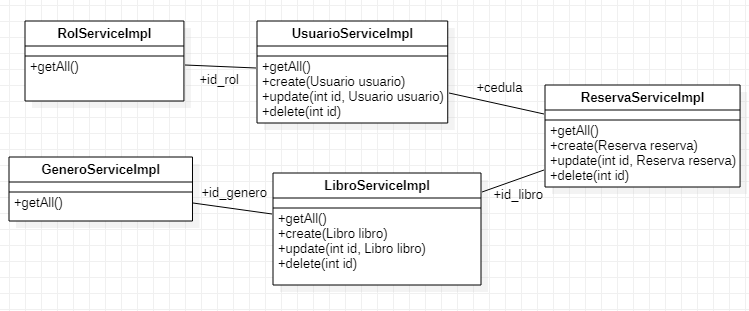 RolServiceImpl
+getAll()
+id_rol
UsuarioServiceImpl
+getAll()
+create(Usuario usuario)
+update(int id, Usuario usuario)
+delete(int id)
+cedula
ReservaServiceImpl
+getAll()
+create(Reserva reserva)
+update(int id, Reserva reserva)
+delete(int id)
GeneroServiceImpl
+getAll()
+id_genero
LibroServiceImpl
+getAll()
+create(Libro libro)
+update(int id, Libro libro)
+delete(int id)
+id_libro